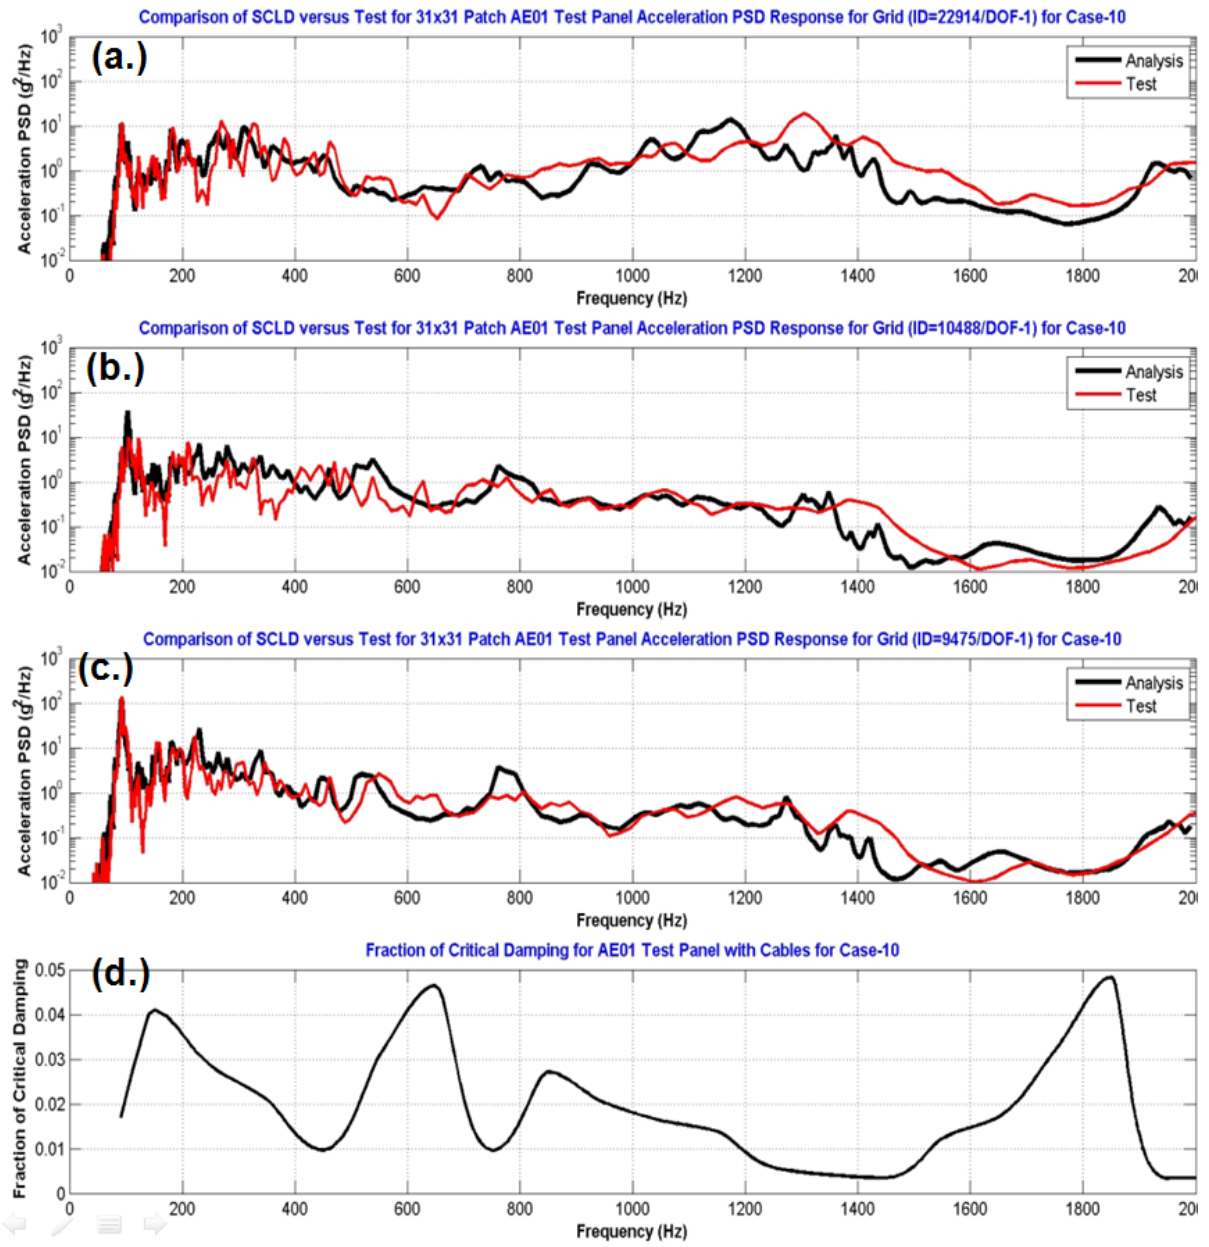 Comparison of SCLD versus Test for 31x31 Patch AE01 Test Panel Acceleration PSD Response for Grid (ID=22914/DOF-1) for Case-10
(a.)
Acceleration PSD (g²/Hz)
10³
10²
10¹
10⁰
10⁻¹
10⁻²
Analysis
Test
0 200 400 600 800 1000 1200 1400 1600 1800 200
Frequency (Hz)
Comparison of SCLD versus Test for 31x31 Patch AE01 Test Panel Acceleration PSD Response for Grid (ID=10488/DOF-1) for Case-10
(b.)
Acceleration PSD (g²/Hz)
10³
10²
10¹
10⁰
10⁻¹
10⁻²
Analysis
Test
0 200 400 600 800 1000 1200 1400 1600 1800 200
Frequency (Hz)
Comparison of SCLD versus Test for 31x31 Patch AE01 Test Panel Acceleration PSD Response for Grid (ID=9475/DOF-1) for Case-10
(c.)
Acceleration PSD (g²/Hz)
10³
10²
10¹
10⁰
10⁻¹
10⁻²
Analysis
Test
0 200 400 600 800 1000 1200 1400 1600 1800 200
Frequency (Hz)
Fraction of Critical Damping for AE01 Test Panel with Cables for Case-10
(d.)
Fraction of Critical Damping
0.05
0.04
0.03
0.02
0.01
0
0 200 400 600 800 1000 1200 1400 1600 1800 200
Frequency (Hz)